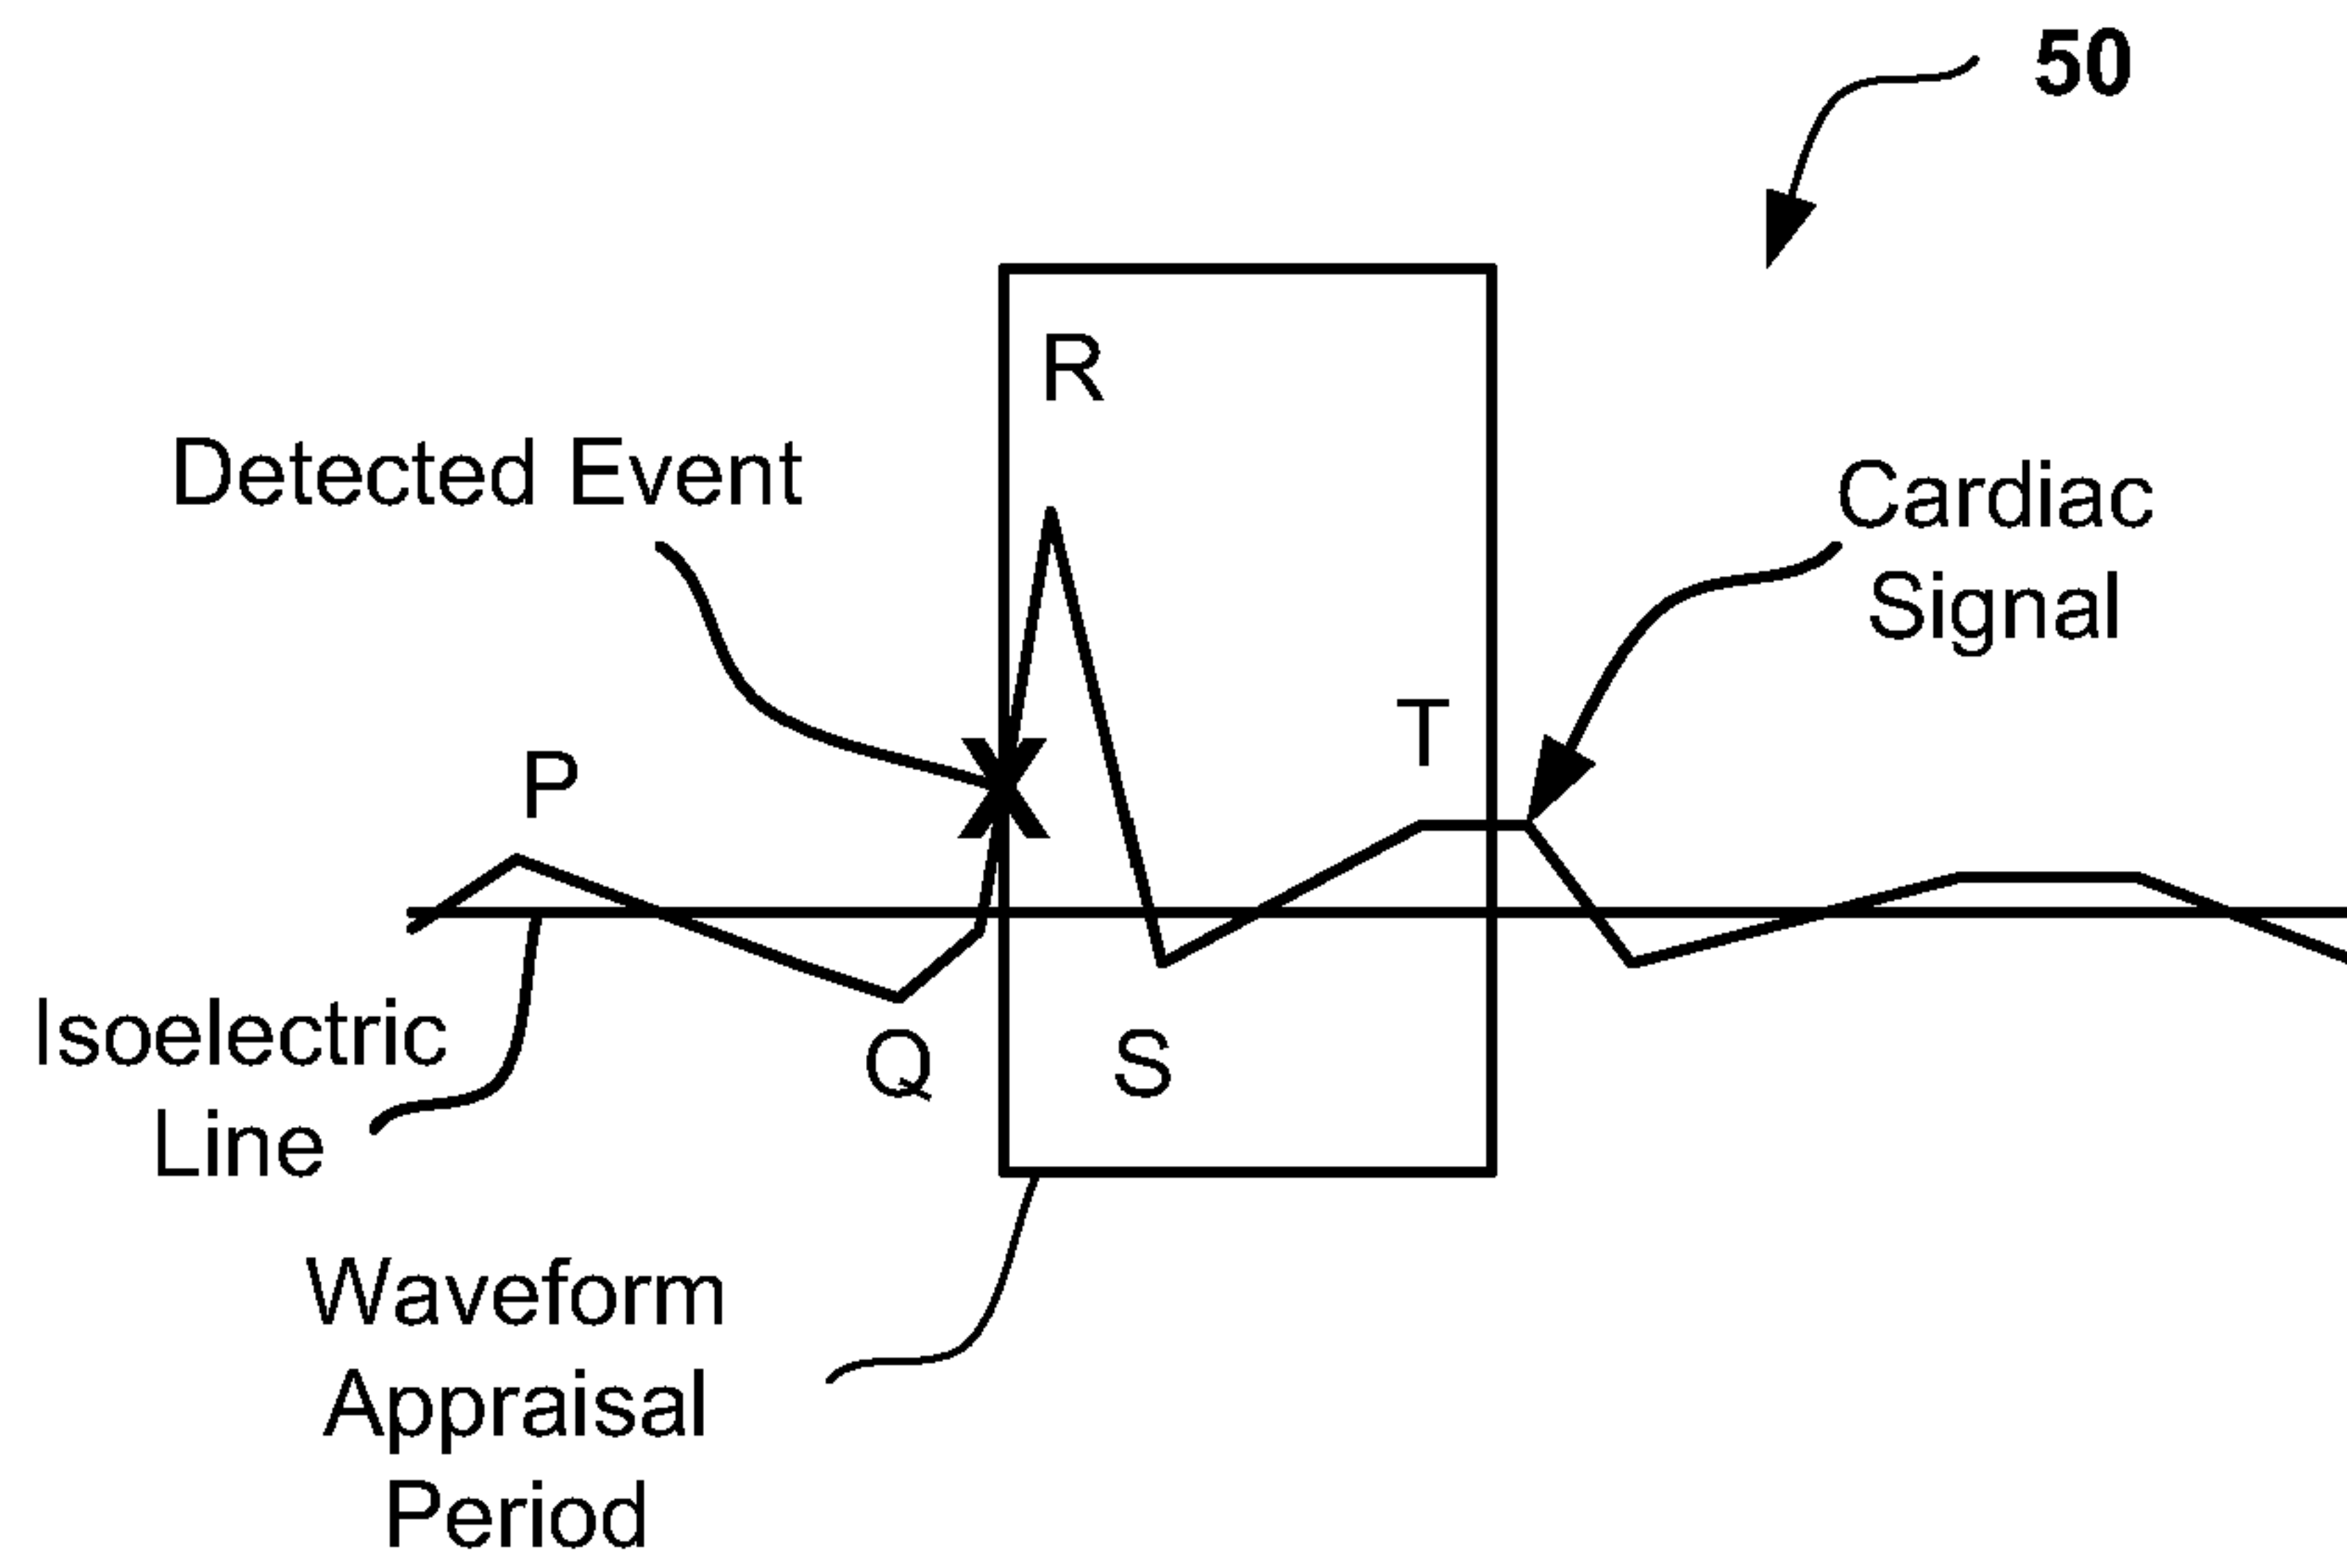 50
R
Detected Event
Cardiac
Signal
T
P
X
Isoelectric
Line
Q
S
Waveform
Appraisal
Period